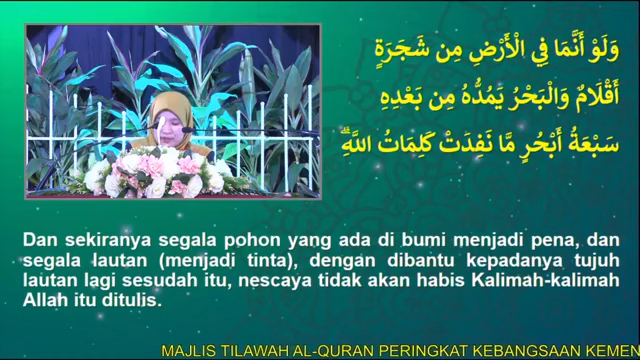 وَلَوْ أَنَّمَا فِي الْأَرْضِ مِن شَجَرَةٍ
أَقْلَامٌ وَالْبَحْرُ يَمُدُّهُ مِن بَعْدِهِ
سَبْعَةُ أَبْحُرٍ مَّا نَفِدَتْ كَلِمَاتُ اللَّهِ ۗ
Dan sekiranya segala pohon yang ada di bumi menjadi pena, dan
segala lautan (menjadi tinta), dengan dibantu kepadanya tujuh
lautan lagi sesudah itu, nescaya tidak akan habis Kalimah-kalimah
Allah itu ditulis.
MAJLIS TILAWAH AL-QURAN PERINGKAT KEBANGSAAN KEMEN